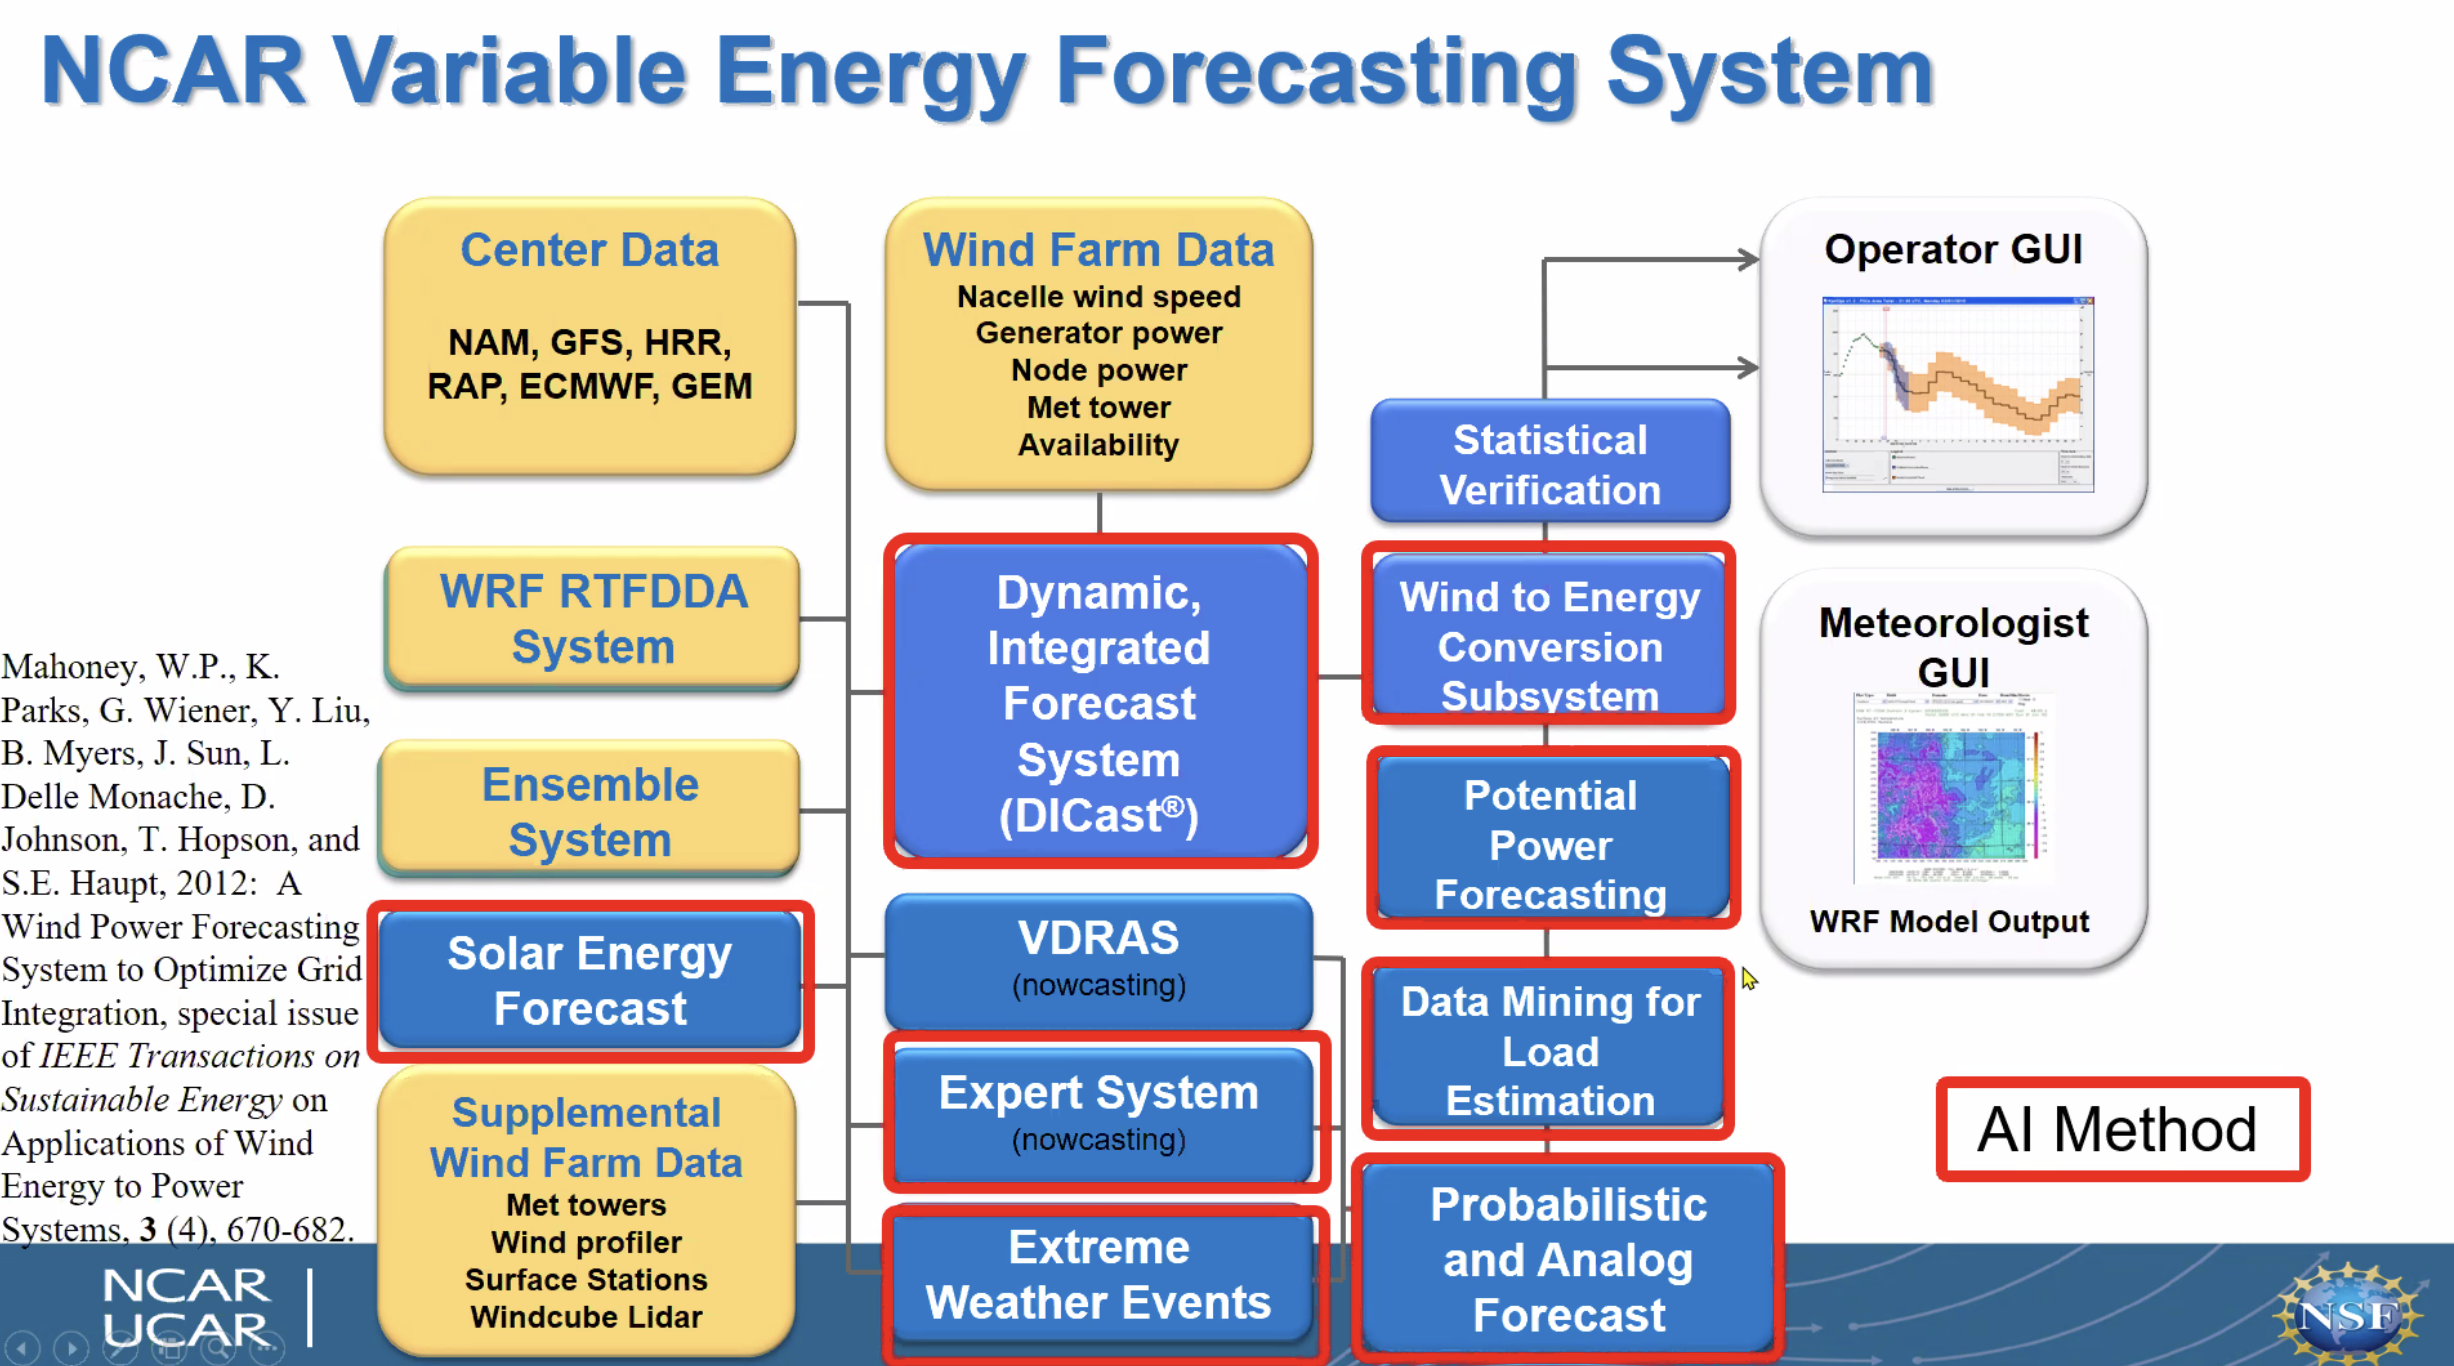 NCAR Variable Energy Forecasting System
Center Data
NAM, GFS, HRR,
RAP, ECMWF, GEM
Wind Farm Data
Nacelle wind speed
Generator power
Node power
Met tower
Availability
Operator GUI
Statistical
Verification
WRF RTFDDA
System
Dynamic,
Integrated
Forecast
System
(DICast®)
Wind to Energy
Conversion
Subsystem
Meteorologist
GUI
WRF Model Output
Mahoney, W.P., K.
Parks, G. Wiener, Y. Liu,
B. Myers, J. Sun, L.
Delle Monache, D.
Johnson, T. Hopson, and
S.E. Haupt, 2012: A
Wind Power Forecasting
System to Optimize Grid
Integration, special issue
of IEEE Transactions on
Sustainable Energy on
Applications of Wind
Energy to Power
Systems, 3 (4), 670-682.
Ensemble
System
Potential
Power
Forecasting
Solar Energy
Forecast
VDRAS
(nowcasting)
Data Mining for
Load
Estimation
Expert System
(nowcasting)
Supplemental
Wind Farm Data
Met towers
Wind profiler
Surface Stations
Windcube Lidar
Extreme
Weather Events
Probabilistic
and Analog
Forecast
AI Method
NCAR
UCAR
NSF